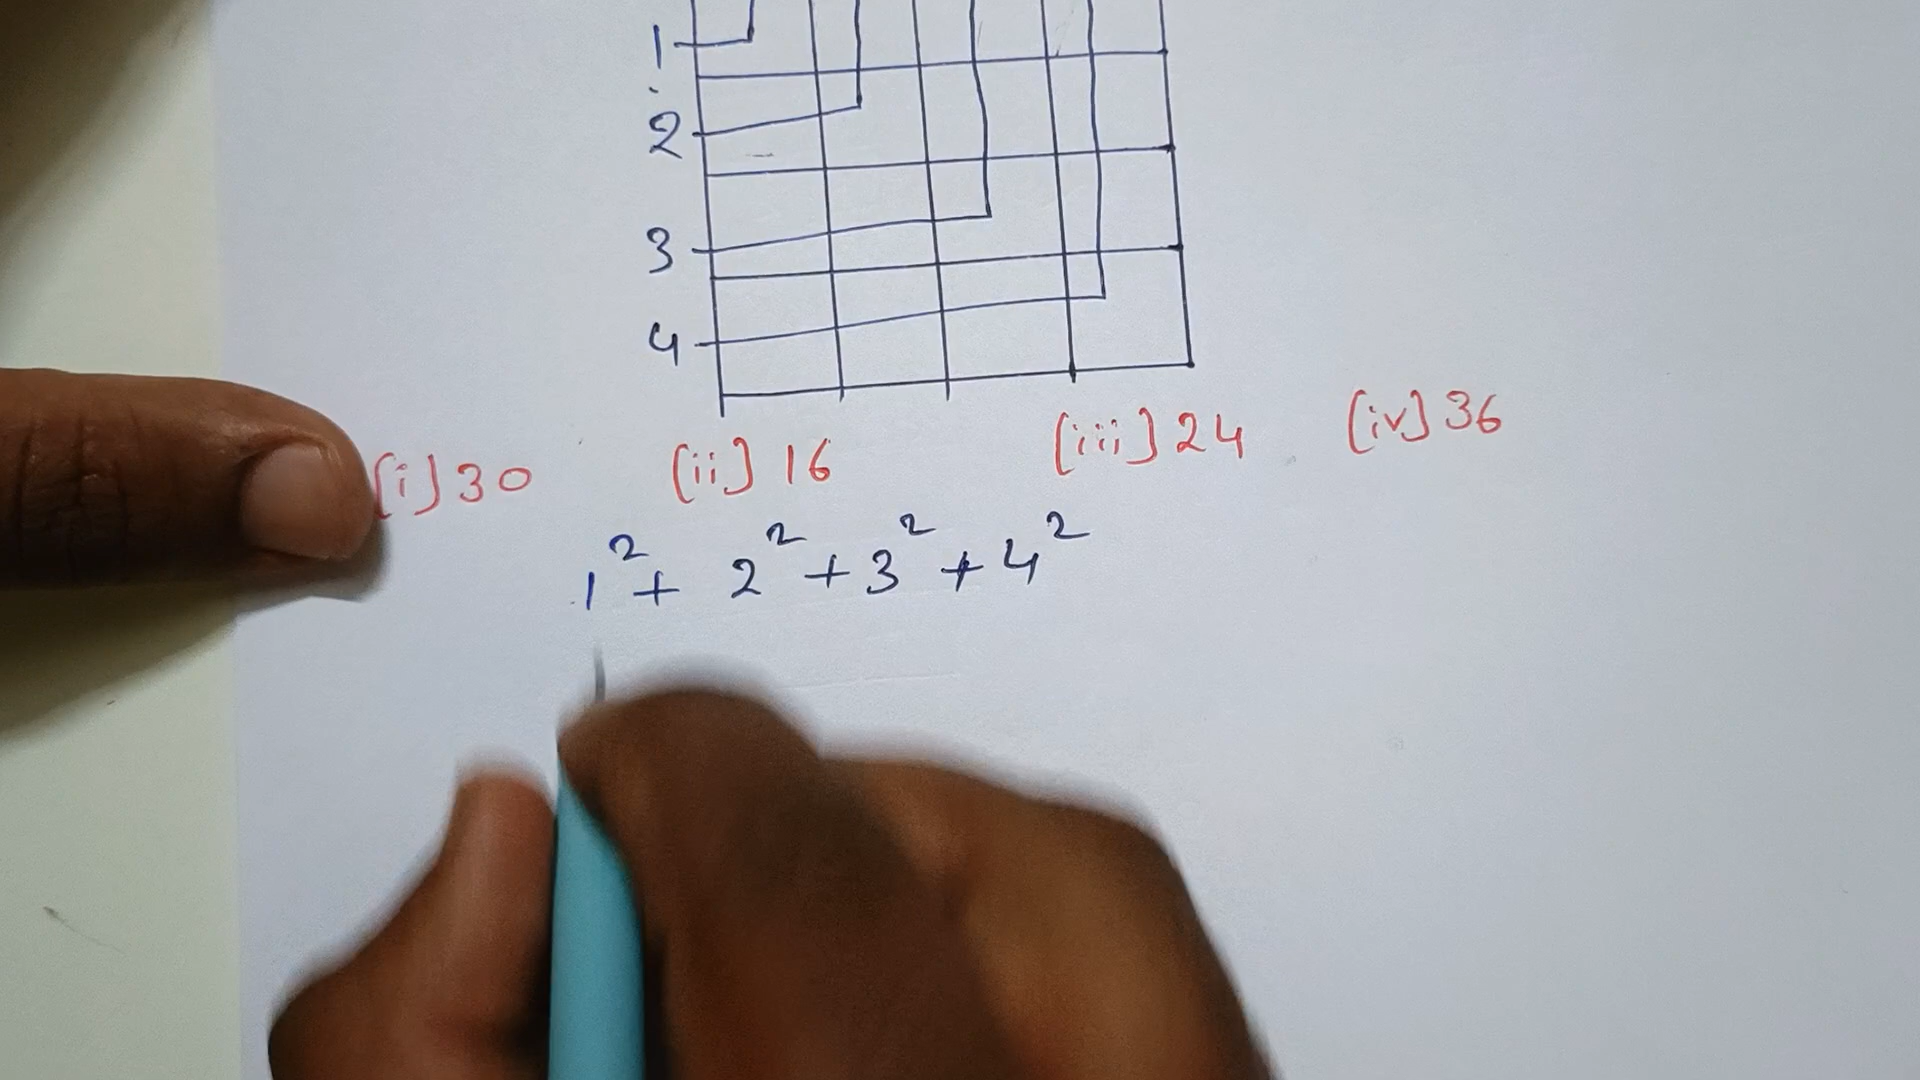 1
2
3
4
(i) 30 (ii) 16 (iii) 24 (iv) 36
1² + 2² + 3² + 4²